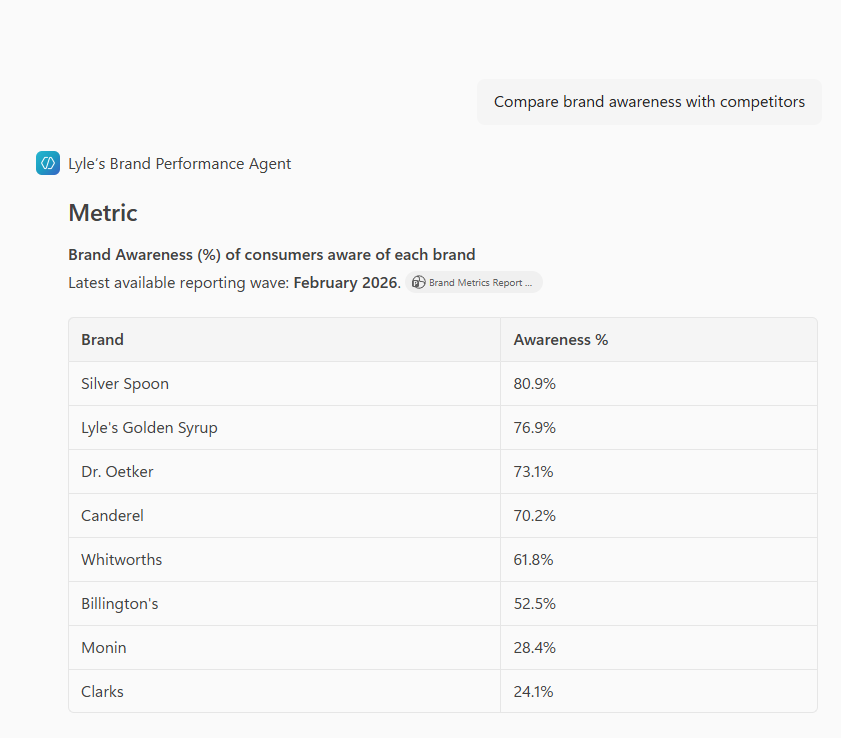 Compare brand awareness with competitors
Lyle's Brand Performance Agent
Metric
Brand Awareness (%) of consumers aware of each brand
Latest available reporting wave: February 2026. Brand Metrics Report ...
Brand Awareness %
Silver Spoon 80.9%
Lyle's Golden Syrup 76.9%
Dr. Oetker 73.1%
Canderel 70.2%
Whitworths 61.8%
Billington's 52.5%
Monin 28.4%
Clarks 24.1%